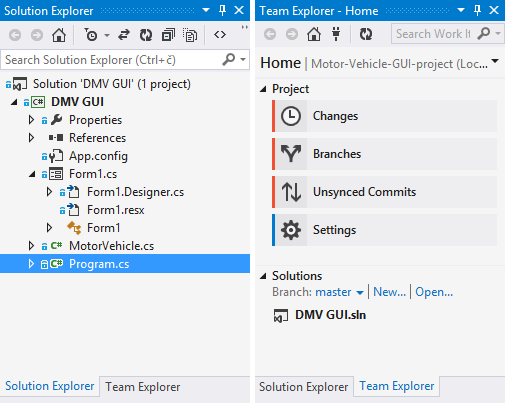 Solution Explorer
Search Solution Explorer (Ctrl+č)
Solution 'DMV GUI' (1 project)
C# DMV GUI
Properties
References
App.config
Form1.cs
Form1.Designer.cs
Form1.resx
Form1
C# MotorVehicle.cs
C# Program.cs
Solution Explorer Team Explorer
Team Explorer - Home
Search Work It
Home | Motor-Vehicle-GUI-project (Loc...
Project
Changes
Branches
Unsynced Commits
Settings
Solutions
Branch: master | New... | Open...
DMV GUI.sln
Solution Explorer Team Explorer